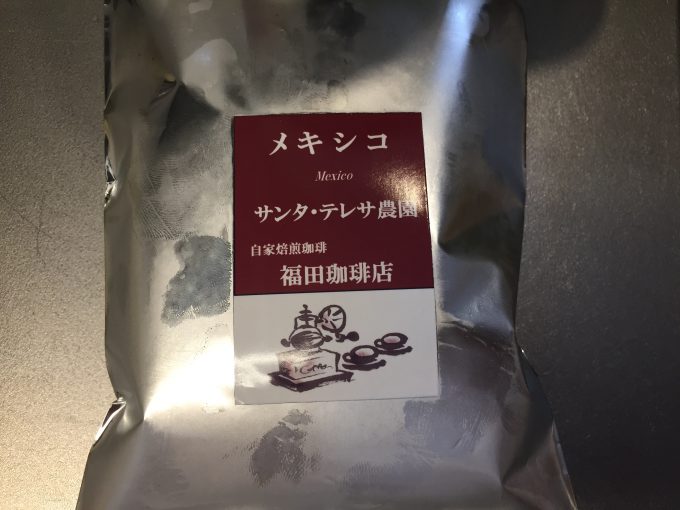 メキシコ
Mexico
サンタ・テレサ農園
自家焙煎珈琲
福田珈琲店